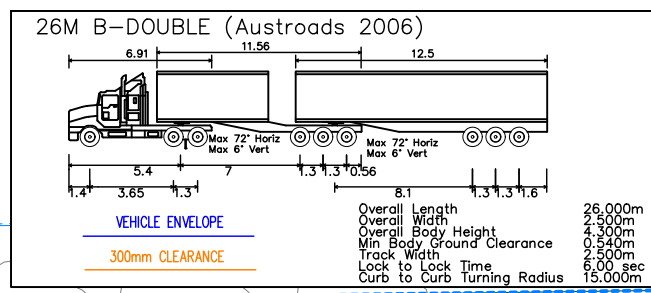 26M B-DOUBLE (Austroads 2006)
11.56
6.91
12.5
Max 72° Horiz
Max 6° Vert
Max 72° Horiz
Max 6° Vert
5.4
7
1.3
1.3
0.56
1.4
3.65
1.3
8.1
1.3
1.3
1.6
VEHICLE ENVELOPE
300mm CLEARANCE
Overall Length 26.000m
Overall Width 2.500m
Overall Body Height 4.300m
Min Body Ground Clearance 0.540m
Track Width 2.500m
Lock to Lock Time 6.00 sec
Curb to Curb Turning Radius 15.000m